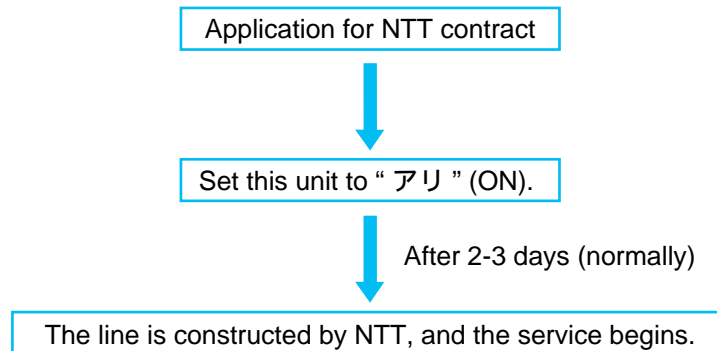 Application for NTT contract
Set this unit to “ アリ ” (ON).
After 2-3 days (normally)
The line is constructed by NTT, and the service begins.